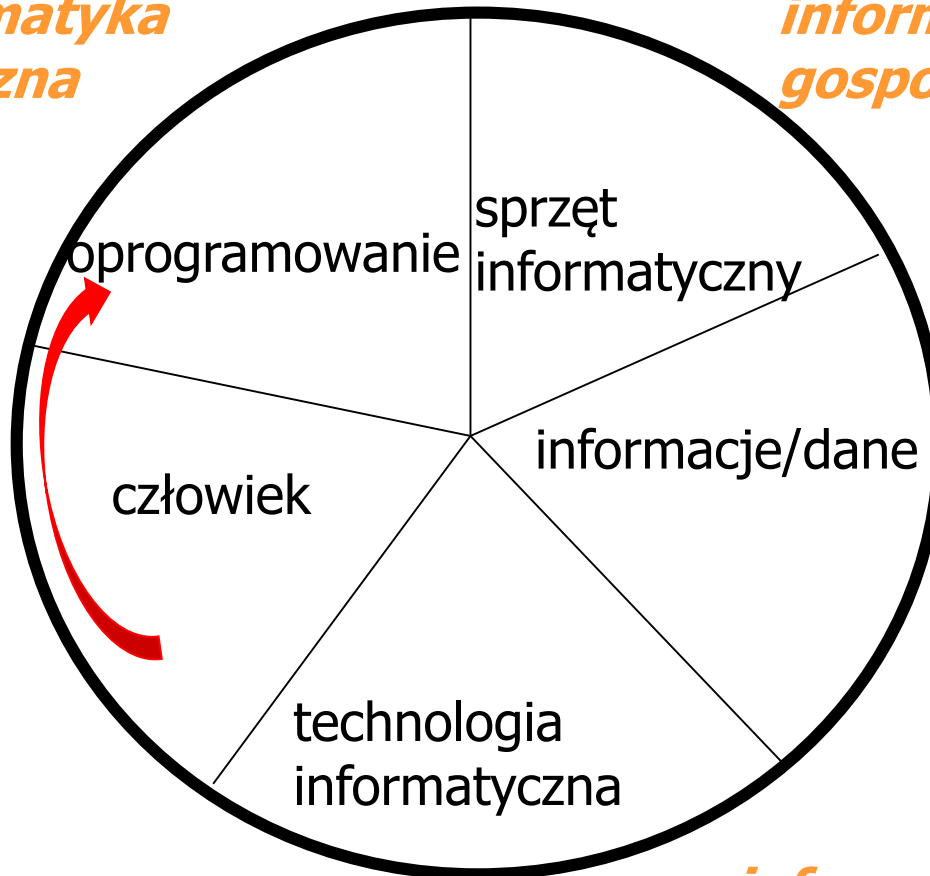 oprogramowanie
sprzęt
informatyczny
informacje/dane
człowiek
technologia
informatyczna